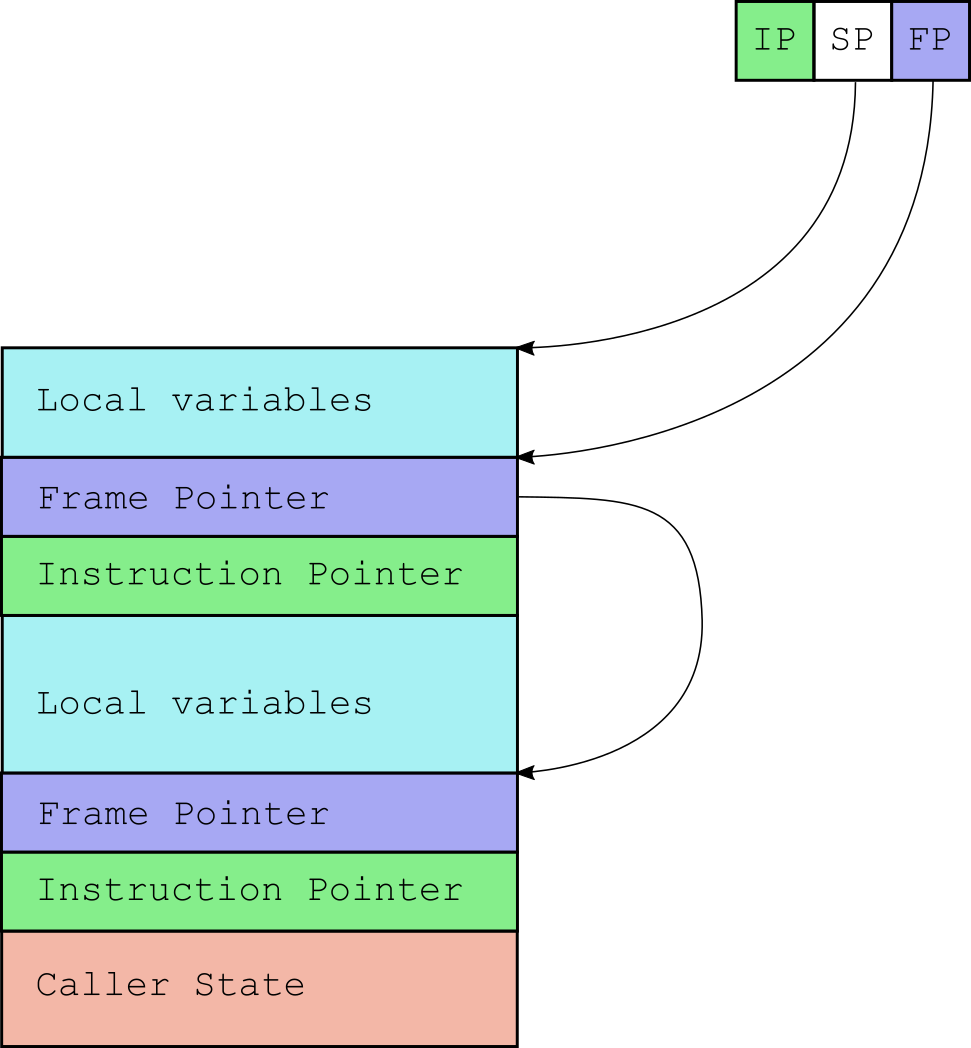 IP SP FP
Local variables
Frame Pointer
Instruction Pointer
Local variables
Frame Pointer
Instruction Pointer
Caller State